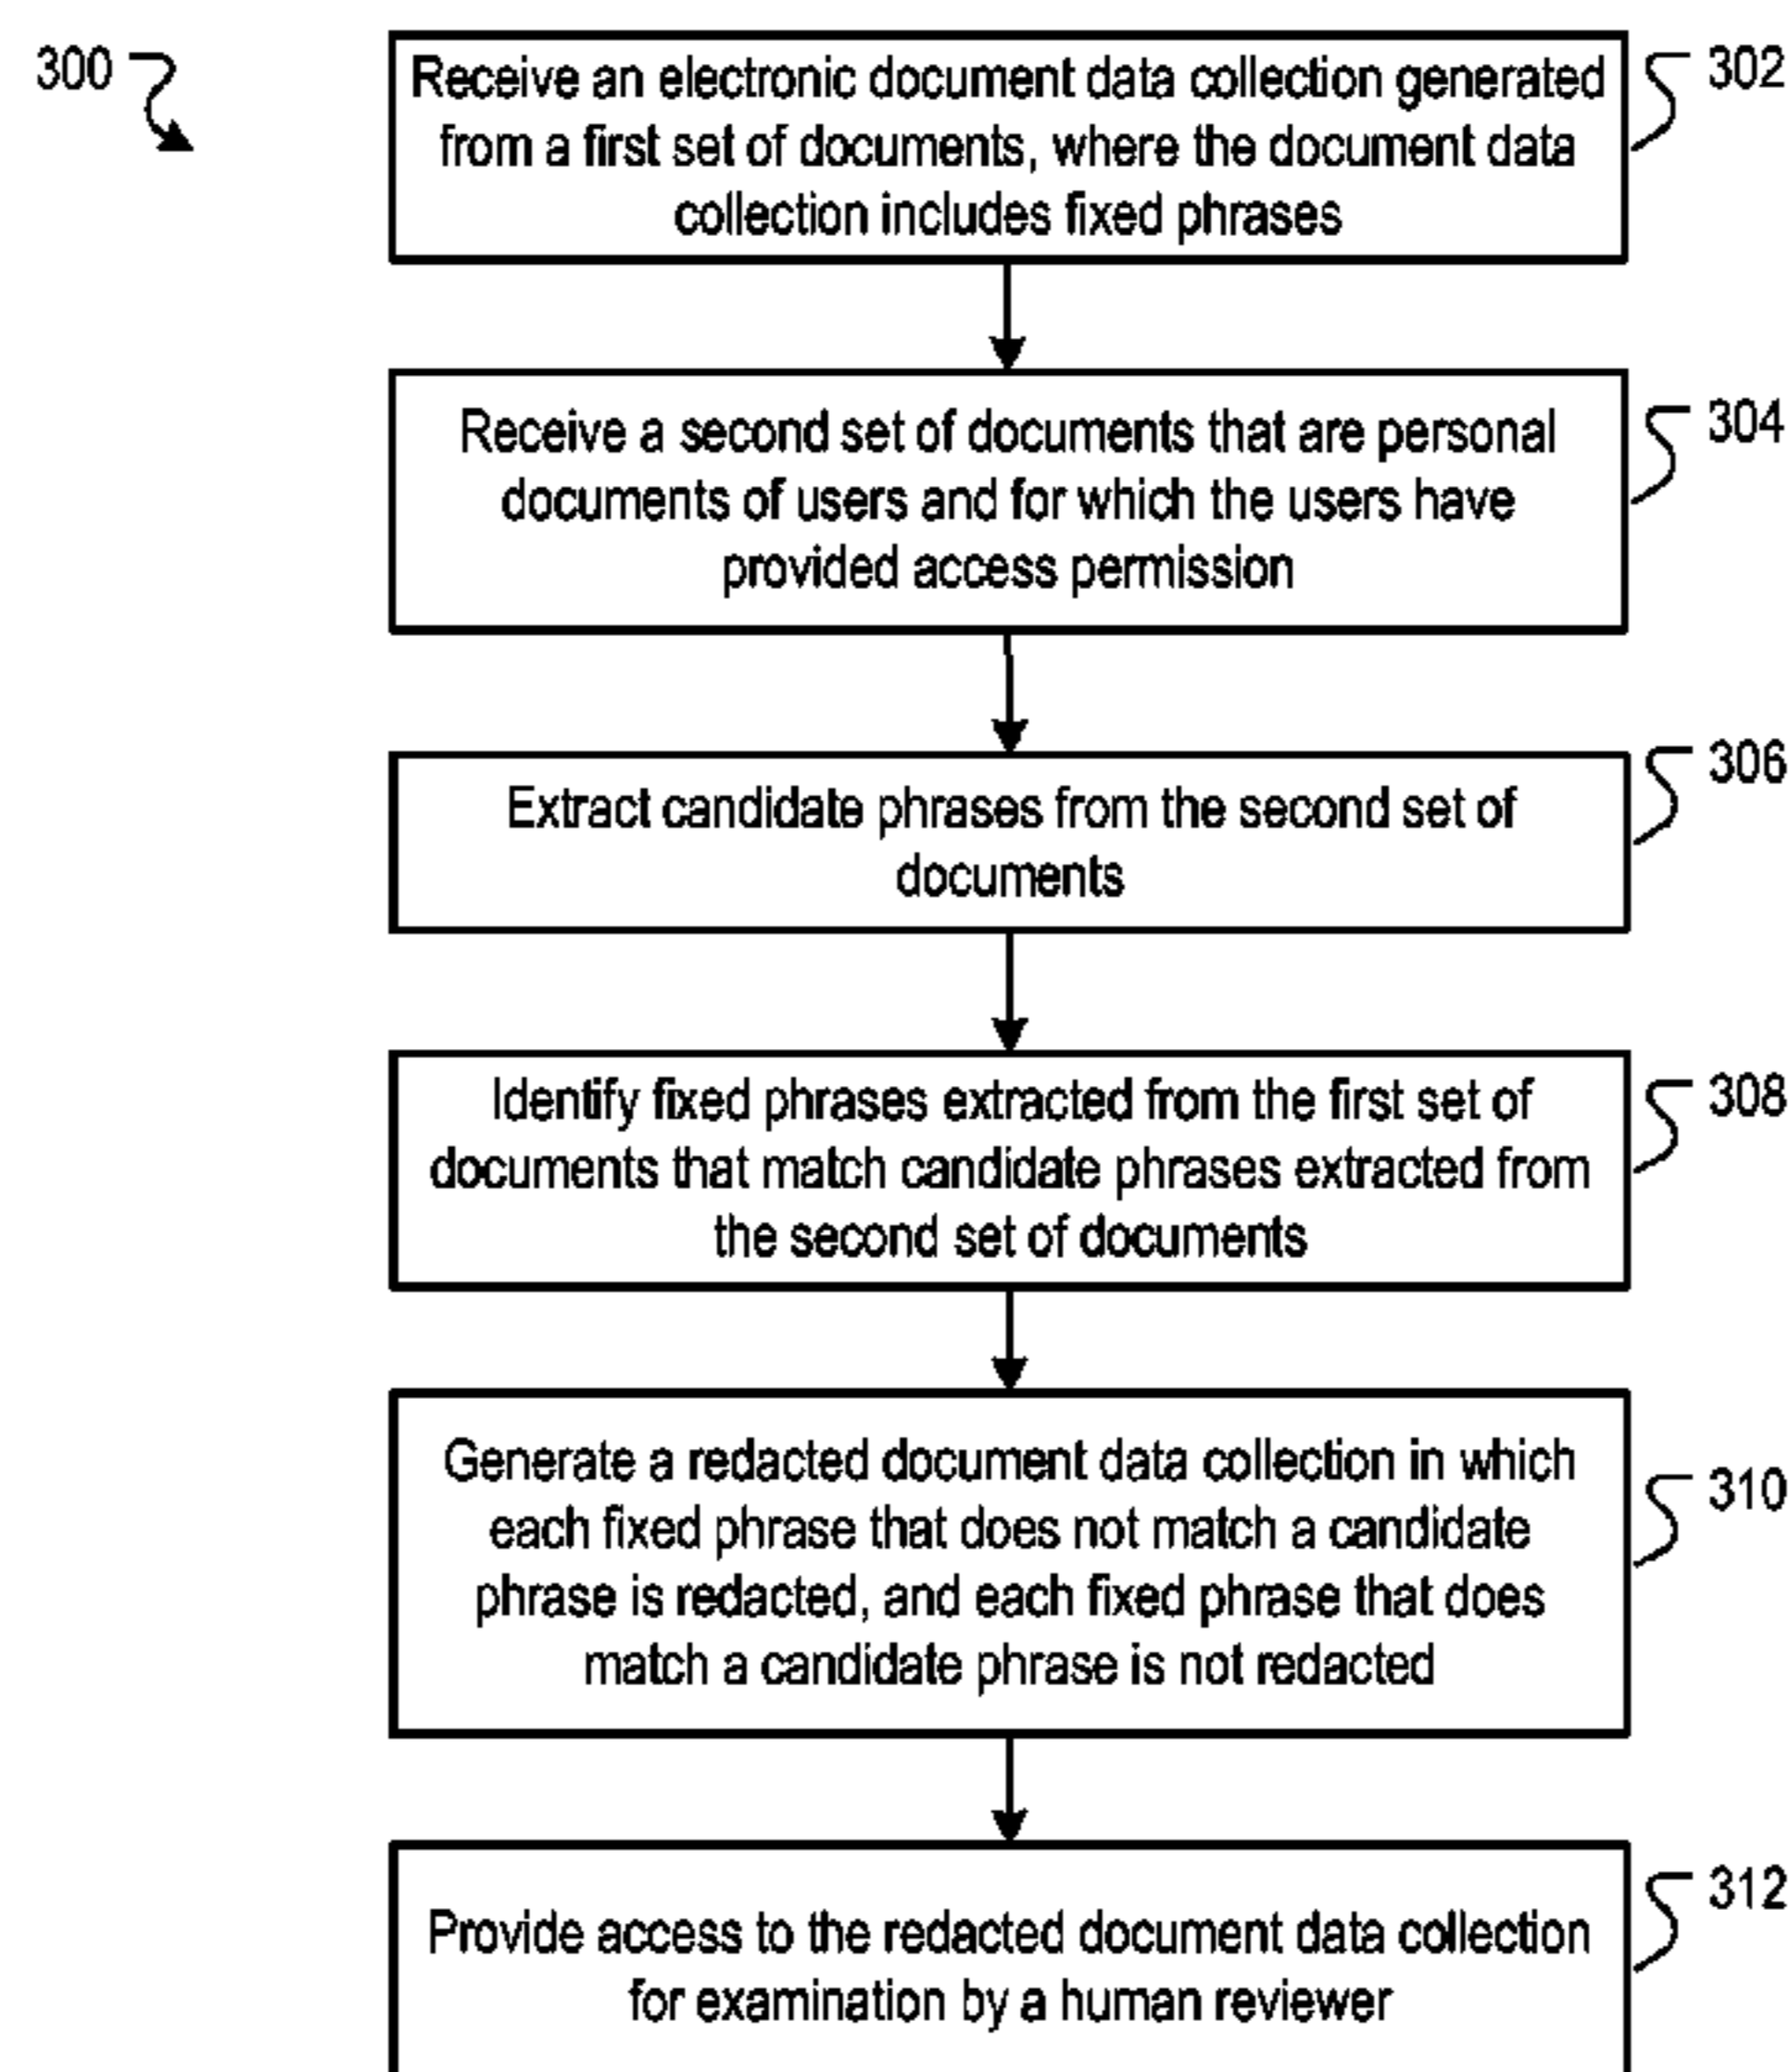 300
Receive an electronic document data collection generated
from a first set of documents, where the document data
collection includes fixed phrases
302
Receive a second set of documents that are personal
documents of users and for which the users have
provided access permission
304
Extract candidate phrases from the second set of
documents
306
Identify fixed phrases extracted from the first set of
documents that match candidate phrases extracted from
the second set of documents
308
Generate a redacted document data collection in which
each fixed phrase that does not match a candidate
phrase is redacted, and each fixed phrase that does
match a candidate phrase is not redacted
310
Provide access to the redacted document data collection
for examination by a human reviewer
312